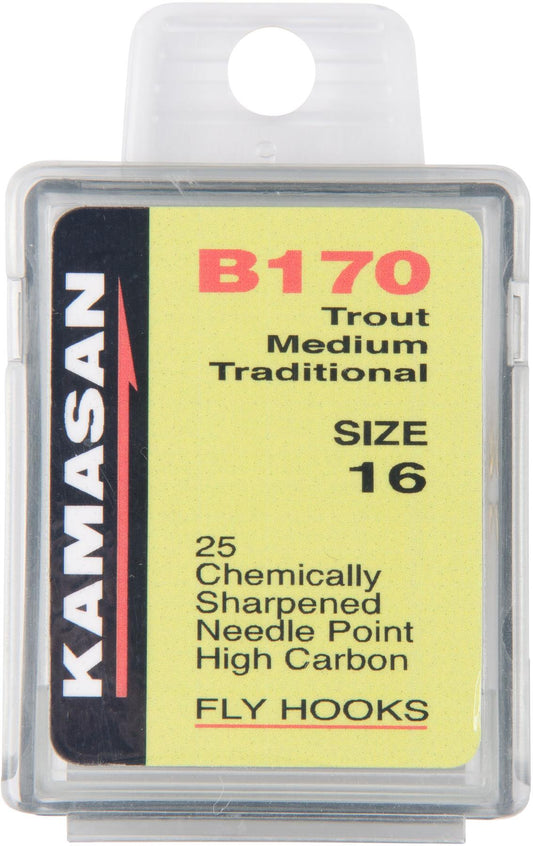 KAMASAN
B170
Trout
Medium
Traditional
SIZE
16
25
Chemically
Sharpened
Needle Point
High Carbon
FLY HOOKS